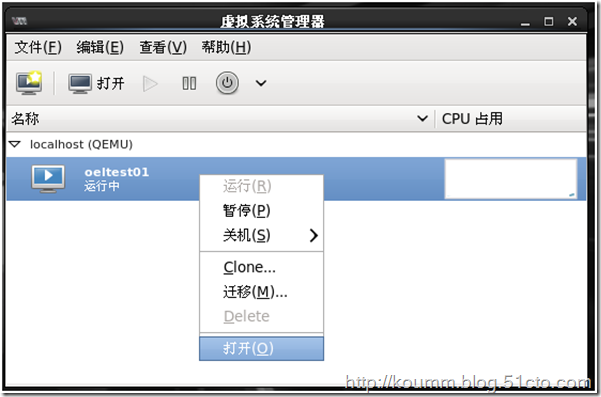 虚拟系统管理器
文件(F) 编辑(E) 查看(V) 帮助(H)
打开
名称 CPU 占用
localhost (QEMU)
oeltest01
运行中
运行(R)
暂停(P)
关机(S)
Clone...
迁移(M)...
Delete
打开(O)
http://koumm.blog.51cto.com